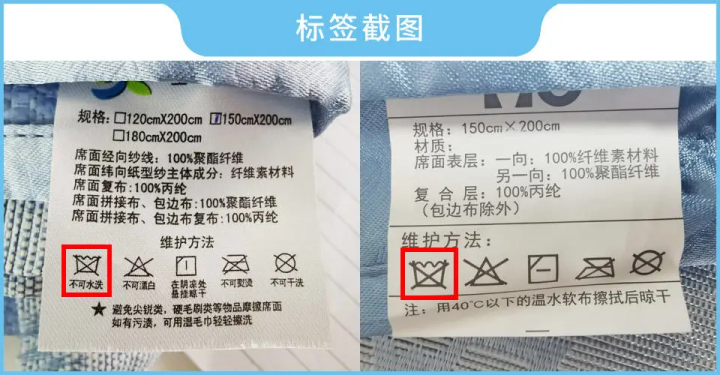 标签截图
规格：□120cmX200cm ☑150cmX200cm
□180cmX200cm
席面经向纱线：100%聚酯纤维
席面纬向纸型纱主体成分：纤维素材料
席面复布：100%丙纶
席面拼接布、包边布：100%聚酯纤维
席面拼接布、包边布复布：100%丙纶
维护方法
不可水洗 不可漂白 在阴凉处悬挂晾干 不可熨烫 不可干洗
★ 避免尖锐类，硬毛刷类等物品摩擦席面
如有污渍，可用湿毛巾轻轻擦洗
规格：150cm×200cm
材质：
席面表层：一向：100%纤维素材料
另一向：100%聚酯纤维
复合层：100%丙纶
（包边布除外）
维护方法：
注：用40℃以下的温水软布擦拭后晾干